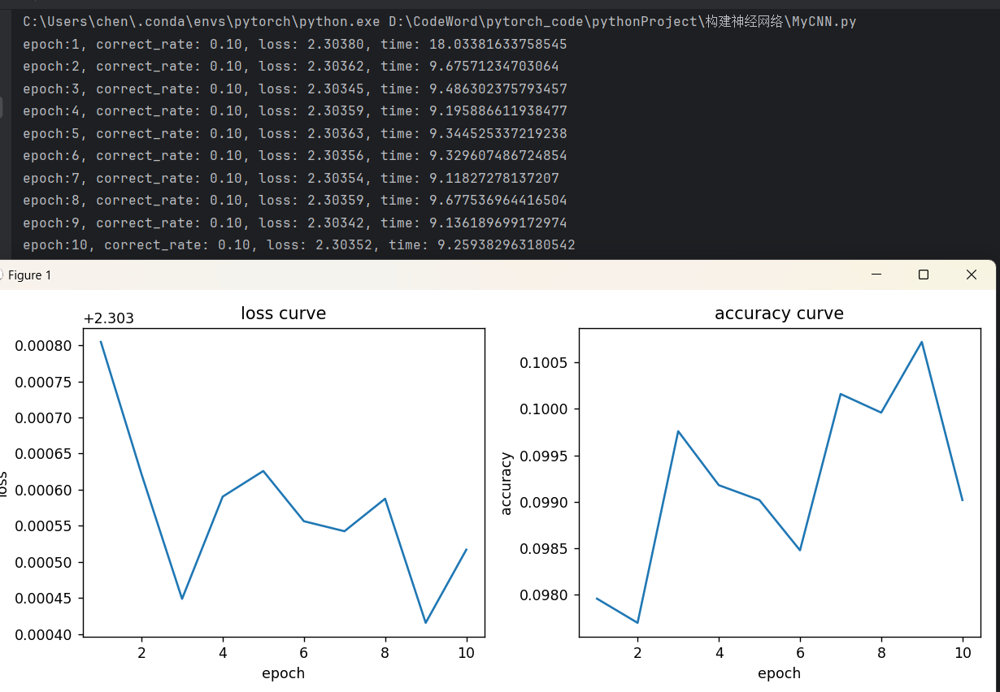 C:\Users\chen\.conda\envs\pytorch\python.exe D:\CodeWord\pytorch_code\pythonProject\构建神经网络\MyCNN.py
epoch:1, correct_rate: 0.10, loss: 2.30380, time: 18.03381633758545
epoch:2, correct_rate: 0.10, loss: 2.30362, time: 9.67571234703064
epoch:3, correct_rate: 0.10, loss: 2.30345, time: 9.486302375793457
epoch:4, correct_rate: 0.10, loss: 2.30359, time: 9.195886611938477
epoch:5, correct_rate: 0.10, loss: 2.30363, time: 9.344525337219238
epoch:6, correct_rate: 0.10, loss: 2.30356, time: 9.329607486724854
epoch:7, correct_rate: 0.10, loss: 2.30354, time: 9.11827278137207
epoch:8, correct_rate: 0.10, loss: 2.30359, time: 9.677536964416504
epoch:9, correct_rate: 0.10, loss: 2.30342, time: 9.136189699172974
epoch:10, correct_rate: 0.10, loss: 2.30352, time: 9.259382963180542
Figure 1
loss curve
+2.303
0.00080
0.00075
0.00070
0.00065
0.00060
0.00055
0.00050
0.00045
0.00040
loss
2 4 6 8 10
epoch
accuracy curve
0.1005
0.1000
0.0995
0.0990
0.0985
0.0980
accuracy
2 4 6 8 10
epoch